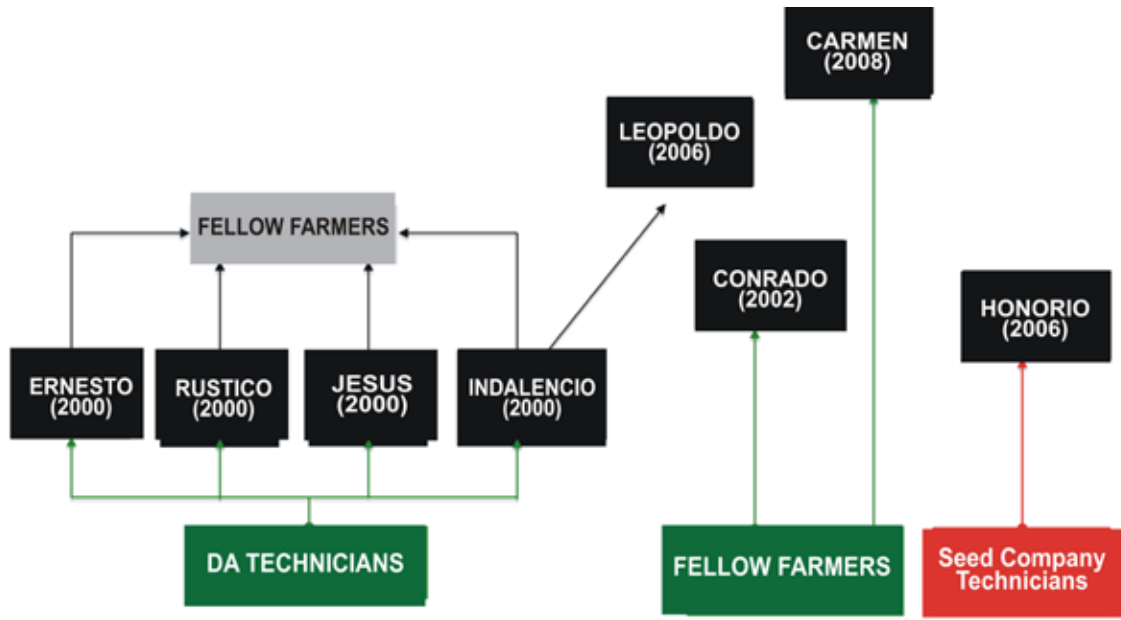 CARMEN
(2008)
LEOPOLDO
(2006)
FELLOW FARMERS
CONRADO
(2002)
HONORIO
(2006)
ERNESTO
(2000)
RUSTICO
(2000)
JESUS
(2000)
INDALENCIO
(2000)
DA TECHNICIANS
FELLOW FARMERS
Seed Company
Technicians